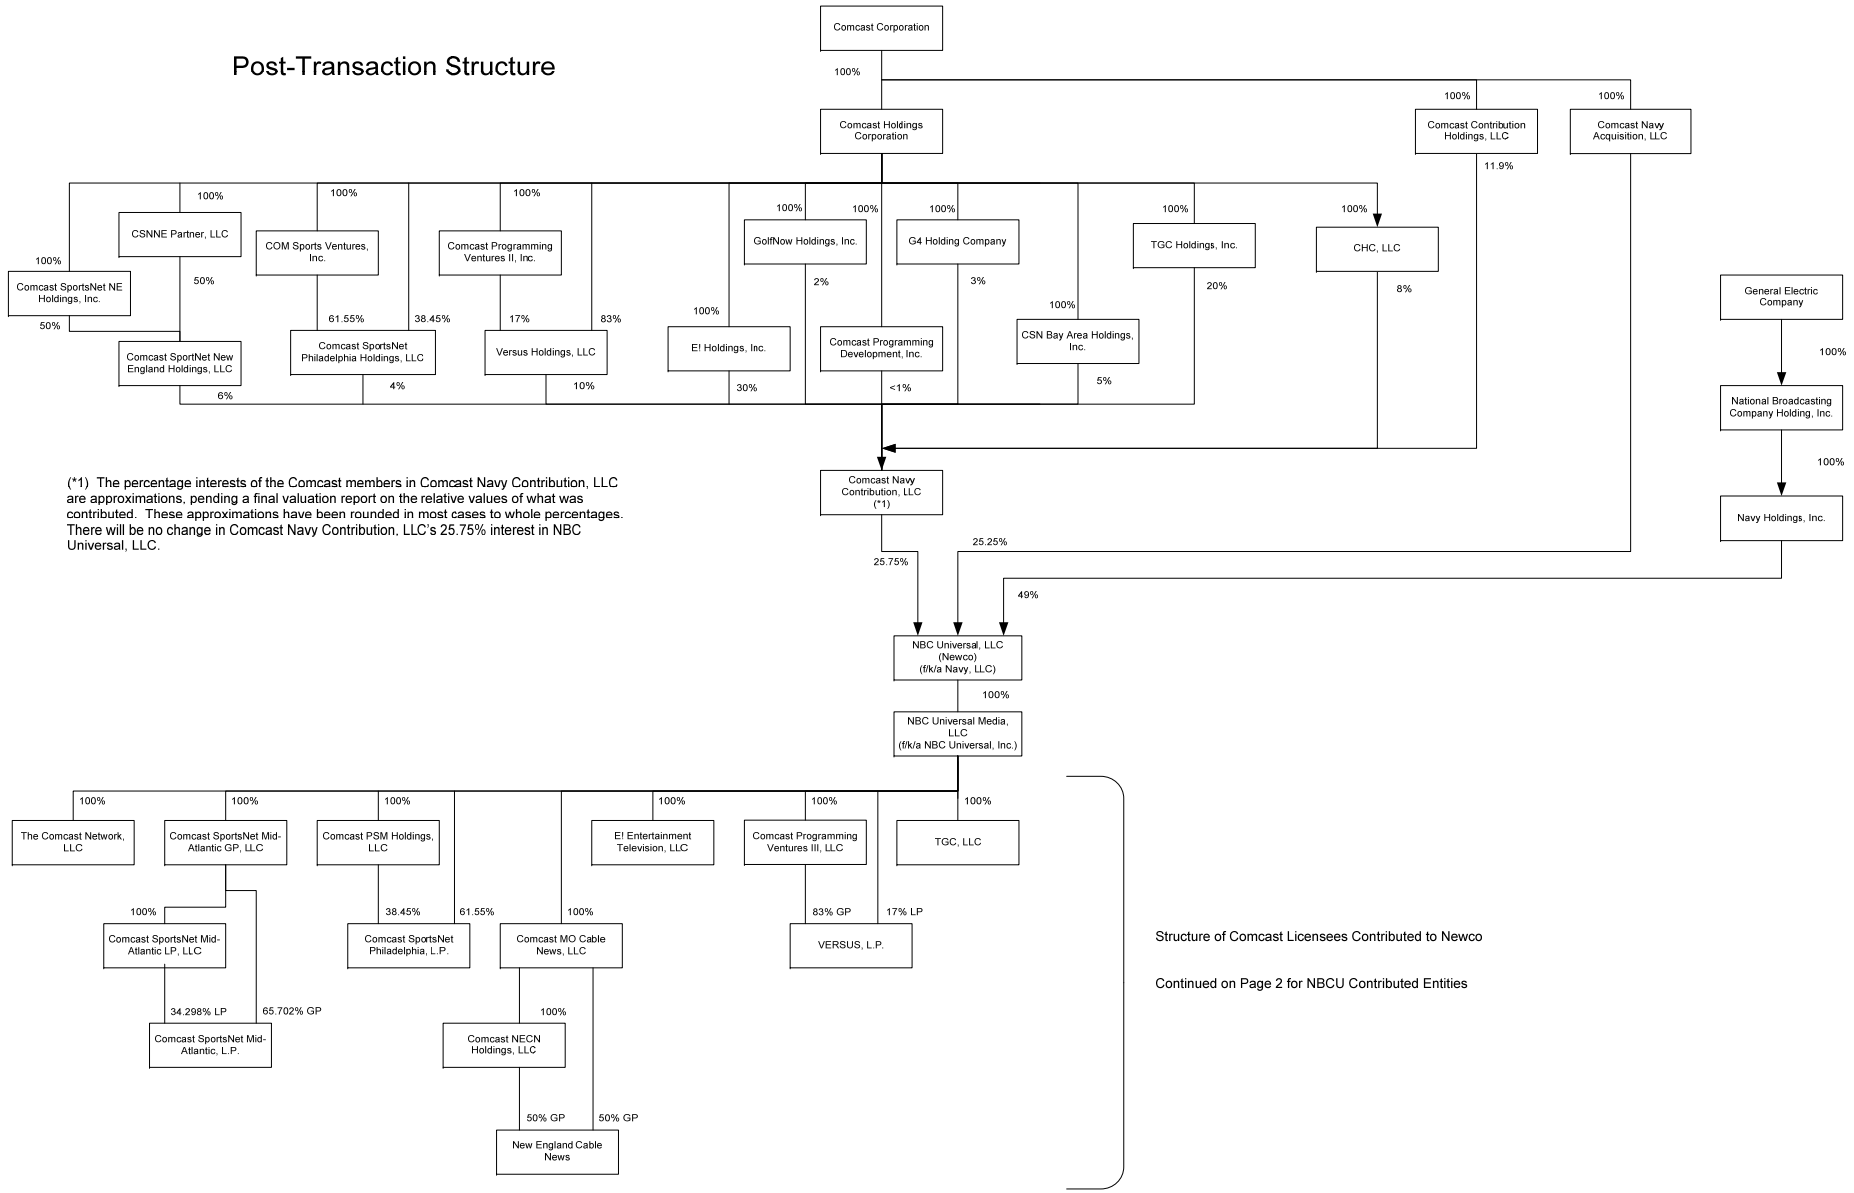 Comcast Corporation
Post-Transaction Structure
100%
100%
100%
Comcast Holdings
Corporation
Comcast Contribution
Holdings, LLC
Comcast Navy
Acquisition, LLC
11.9%
100%
100%
100%
100%
100%
100%
100%
100%
CSNNE Partner, LLC
COM Sports Ventures,
Inc.
Comcast Programming
Ventures II, Inc.
GolfNow Holdings, Inc.
G4 Holding Company
TGC Holdings, Inc.
CHC, LLC
100%
Comcast SportsNet NE
Holdings, Inc.
50%
2%
3%
20%
8%
General Electric
Company
50%
61.55%
38.45%
17%
83%
100%
100%
Comcast SportNet New
England Holdings, LLC
Comcast SportsNet
Philadelphia Holdings, LLC
Versus Holdings, LLC
E! Holdings, Inc.
Comcast Programming
Development, Inc.
CSN Bay Area Holdings,
Inc.
100%
6%
4%
10%
30%
<1%
5%
National Broadcasting
Company Holding, Inc.
100%
(*1) The percentage interests of the Comcast members in Comcast Navy Contribution, LLC
are approximations, pending a final valuation report on the relative values of what was
contributed. These approximations have been rounded in most cases to whole percentages.
There will be no change in Comcast Navy Contribution, LLC's 25.75% interest in NBC
Universal, LLC.
Comcast Navy
Contribution, LLC
(*1)
Navy Holdings, Inc.
25.75%
25.25%
49%
NBC Universal, LLC
(Newco)
(f/k/a Navy, LLC)
100%
NBC Universal Media,
LLC
(f/k/a NBC Universal, Inc.)
100%
100%
100%
100%
100%
100%
The Comcast Network,
LLC
Comcast SportsNet Mid-
Atlantic GP, LLC
Comcast PSM Holdings,
LLC
E! Entertainment
Television, LLC
Comcast Programming
Ventures III, LLC
TGC, LLC
100%
38.45%
61.55%
100%
83% GP
17% LP
Comcast SportsNet Mid-
Atlantic LP, LLC
Comcast SportsNet
Philadelphia, L.P.
Comcast MO Cable
News, LLC
VERSUS, L.P.
Structure of Comcast Licensees Contributed to Newco
Continued on Page 2 for NBCU Contributed Entities
34.298% LP
65.702% GP
100%
Comcast SportsNet Mid-
Atlantic, L.P.
Comcast NECN
Holdings, LLC
50% GP
50% GP
New England Cable
News